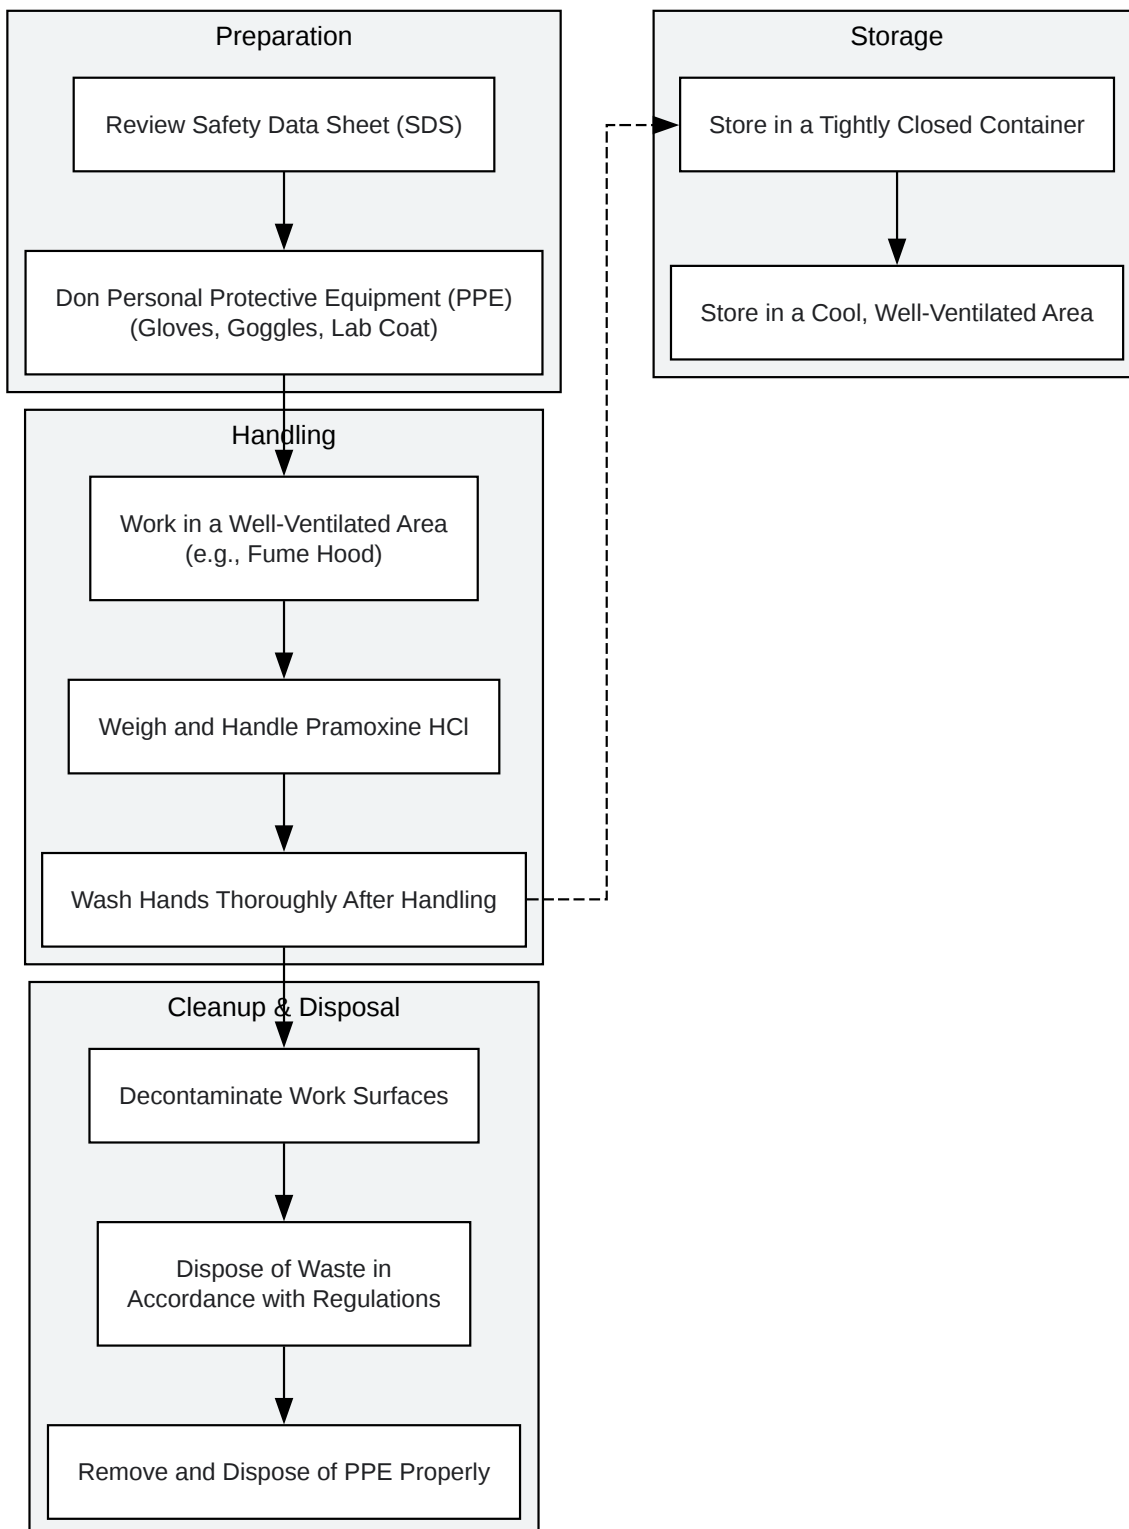 Preparation
Review Safety Data Sheet (SDS)
Don Personal Protective Equipment (PPE)
(Gloves, Goggles, Lab Coat)
Handling
Work in a Well-Ventilated Area
(e.g., Fume Hood)
Weigh and Handle Pramoxine HCl
Wash Hands Thoroughly After Handling
Cleanup & Disposal
Decontaminate Work Surfaces
Dispose of Waste in
Accordance with Regulations
Remove and Dispose of PPE Properly
Storage
Store in a Tightly Closed Container
Store in a Cool, Well-Ventilated Area